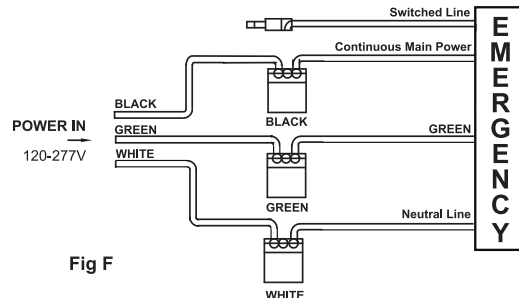 Switched Line
Continuous Main Power
BLACK
BLACK
POWER IN
120-277V
GREEN
GREEN
WHITE
GREEN
Neutral Line
WHITE
EMERGENCY
Fig F